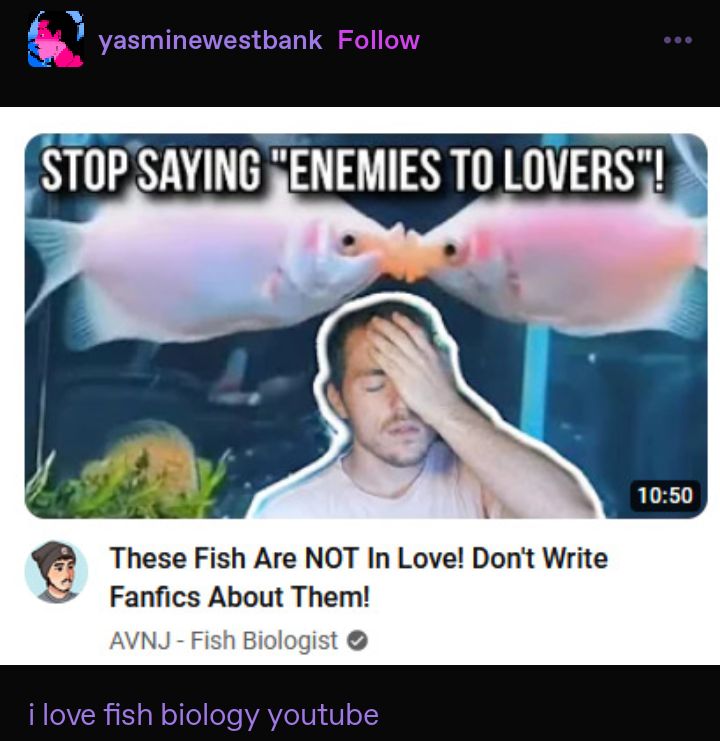 yasminewestbank Follow
STOP SAYING "ENEMIES TO LOVERS"!
10:50
These Fish Are NOT In Love! Don't Write
Fanfics About Them!
AVNJ - Fish Biologist
i love fish biology youtube